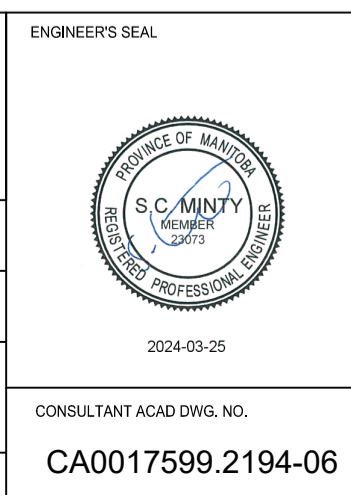 ENGINEER'S SEAL
PROVINCE OF MANITOBA
S.C. MINTY
MEMBER
23073
REGISTERED PROFESSIONAL ENGINEER
2024-03-25
CONSULTANT ACAD DWG. NO.
CA0017599.2194-06